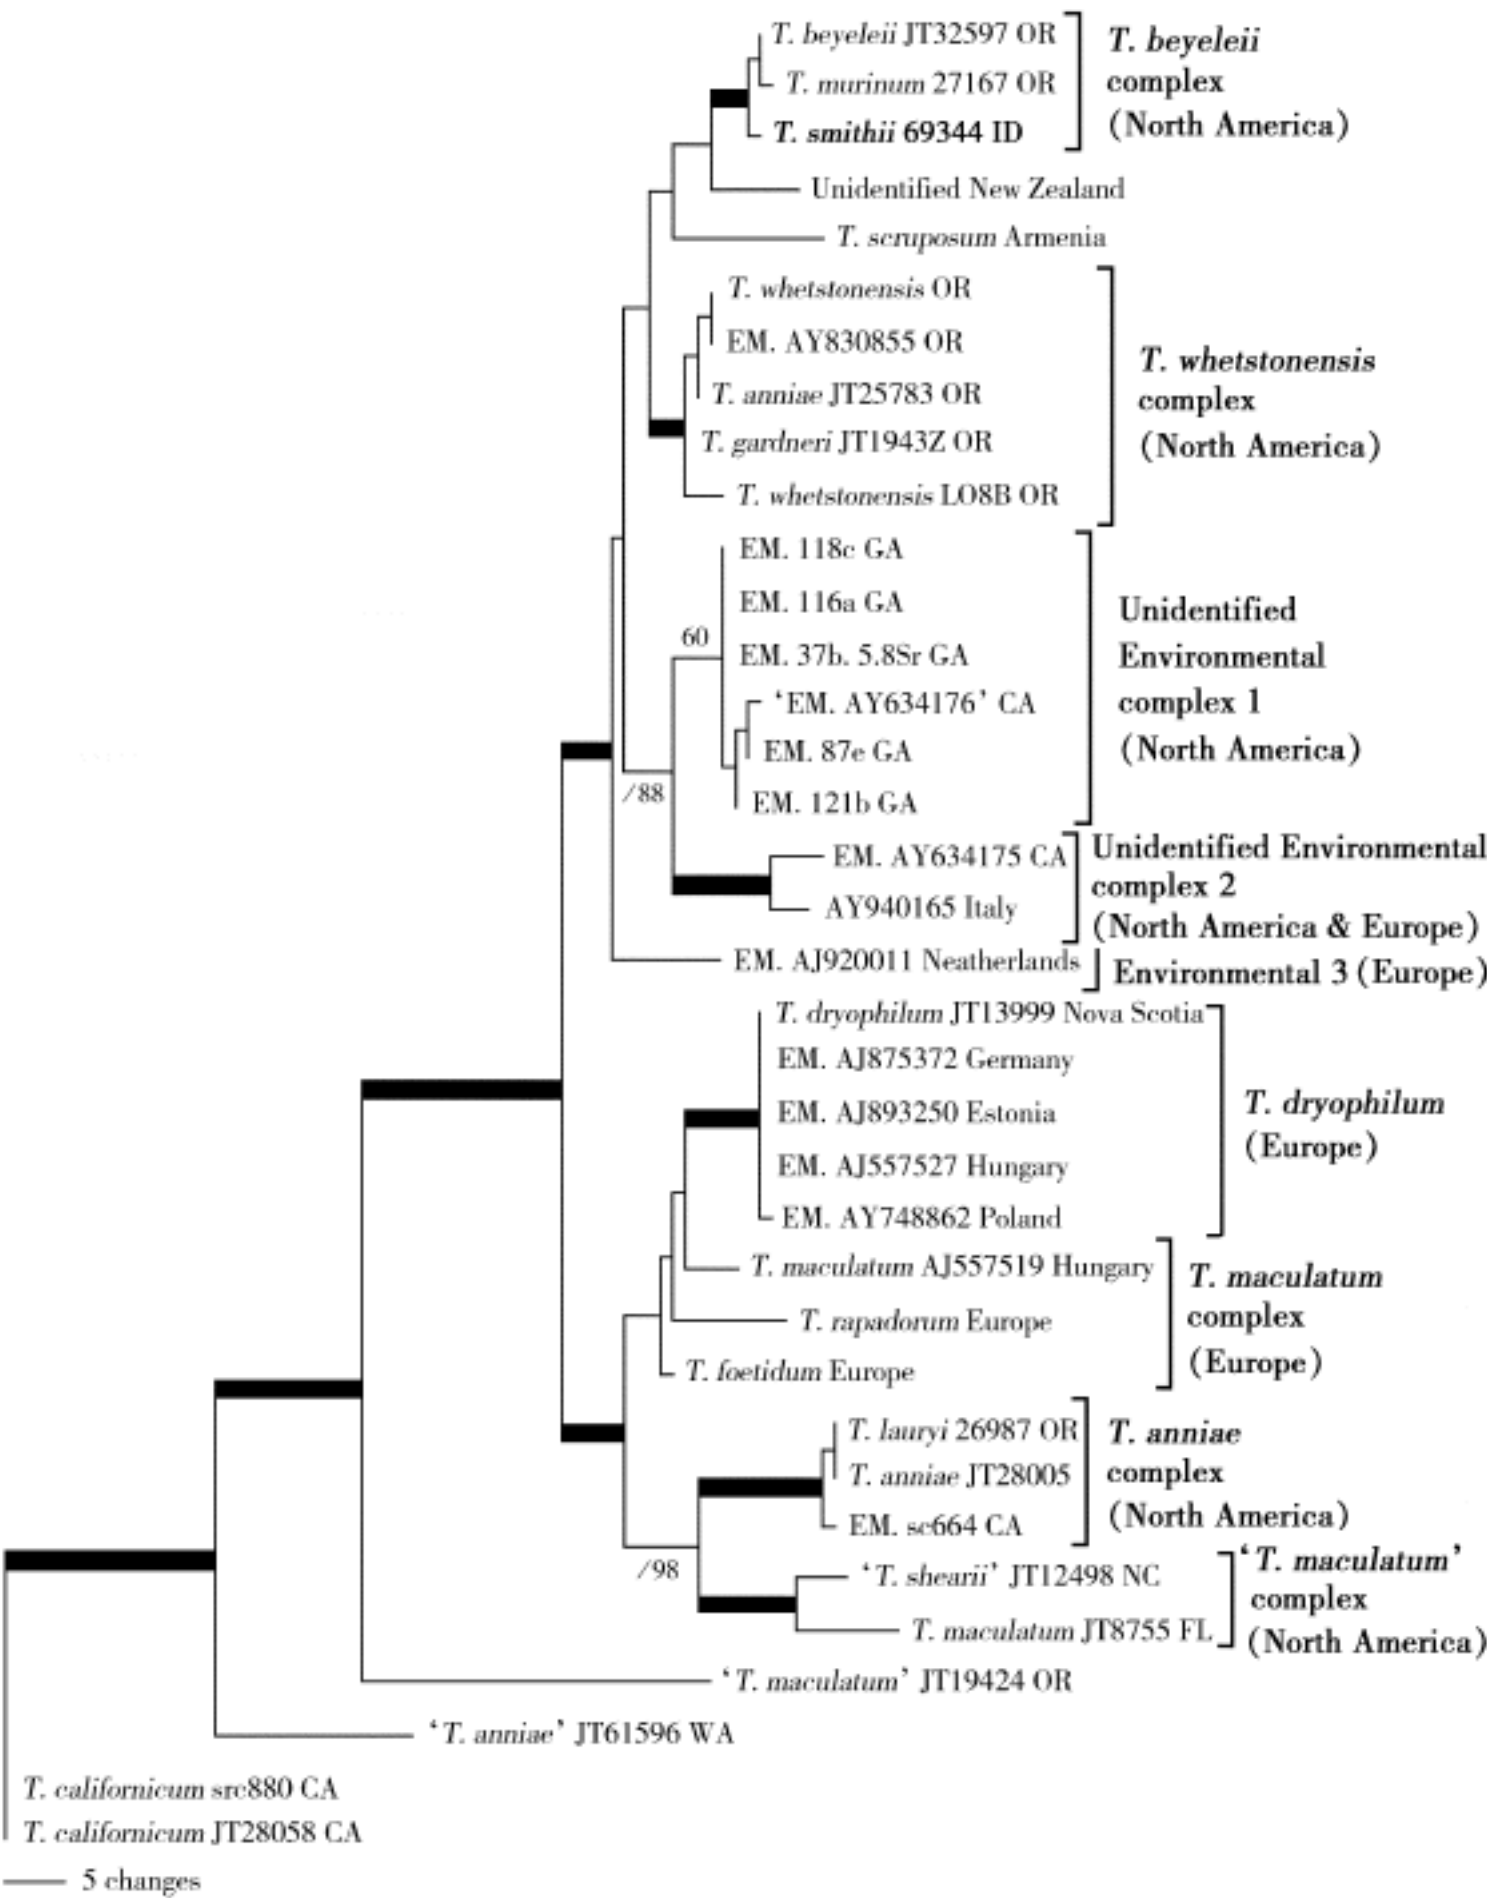 T. beyeleii JT32597 OR
T. murinum 27167 OR
T. smithii 69344 ID
T. beyeleii
complex
(North America)
Unidentified New Zealand
T. scruposum Armenia
T. whetstonensis OR
EM. AY830855 OR
T. anniae JT25783 OR
T. gardneri JT1943Z OR
T. whetstonensis LO8B OR
T. whetstonensis
complex
(North America)
EM. 118c GA
EM. 116a GA
60
EM. 37b. 5.8Sr GA
‘EM. AY634176’ CA
EM. 87e GA
EM. 121b GA
/88
Unidentified
Environmental
complex 1
(North America)
EM. AY634175 CA
AY940165 Italy
Unidentified Environmental
complex 2
(North America & Europe)
EM. AJ920011 Neatherlands
Environmental 3 (Europe)
T. dryophilum JT13999 Nova Scotia
EM. AJ875372 Germany
EM. AJ893250 Estonia
EM. AJ557527 Hungary
EM. AY748862 Poland
T. dryophilum
(Europe)
T. maculatum AJ557519 Hungary
T. rapadorum Europe
T. foetidum Europe
T. maculatum
complex
(Europe)
T. lauryi 26987 OR
T. anniae JT28005
EM. sc664 CA
T. anniae
complex
(North America)
/98
‘T. shearii’ JT12498 NC
T. maculatum JT8755 FL
‘T. maculatum’
complex
(North America)
‘T. maculatum’ JT19424 OR
‘T. anniae’ JT61596 WA
T. californicum src880 CA
T. californicum JT28058 CA
5 changes